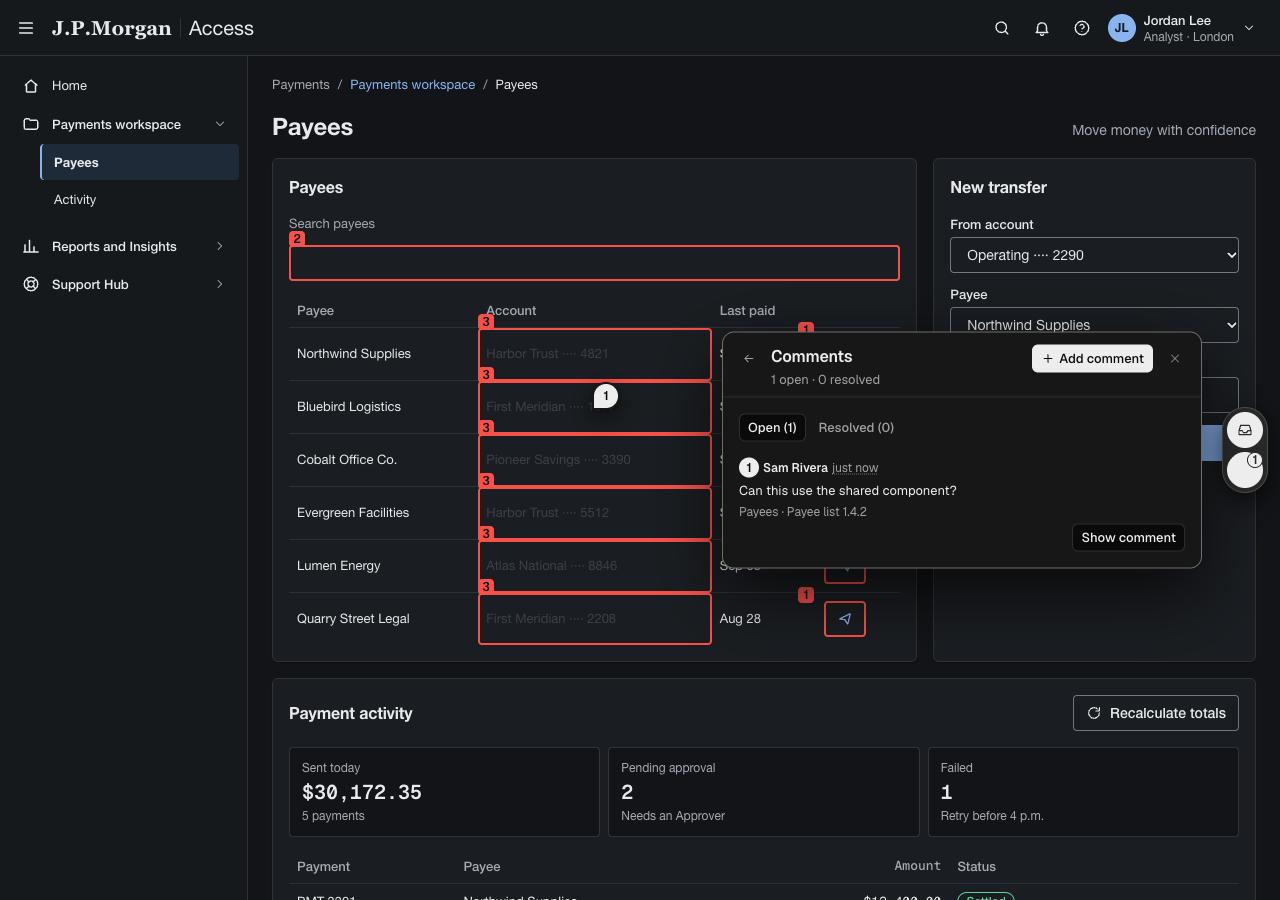 J.P.Morgan Access
JL
Jordan Lee
Analyst · London
Home
Payments workspace
Payees
Activity
Reports and Insights
Support Hub
Payments / Payments workspace / Payees
Payees
Move money with confidence
Payees
Search payees
2
Payee Account Last paid
3 1
Northwind Supplies Harbor Trust ···· 4821
3
Bluebird Logistics First Meridian ····
1
3
Cobalt Office Co. Pioneer Savings ···· 3390
3
Evergreen Facilities Harbor Trust ···· 5512
3
Lumen Energy Atlas National ···· 8846
3 1
Quarry Street Legal First Meridian ···· 2208 Aug 28
New transfer
From account
Operating ···· 2290
Payee
Northwind Supplies
Comments
1 open · 0 resolved
Add comment
Open (1) Resolved (0)
1 Sam Rivera just now
Can this use the shared component?
Payees · Payee list 1.4.2
Show comment
1
Payment activity
Recalculate totals
Sent today
$30,172.35
5 payments
Pending approval
2
Needs an Approver
Failed
1
Retry before 4 p.m.
Payment Payee Amount Status
Northwind Supplies Settled